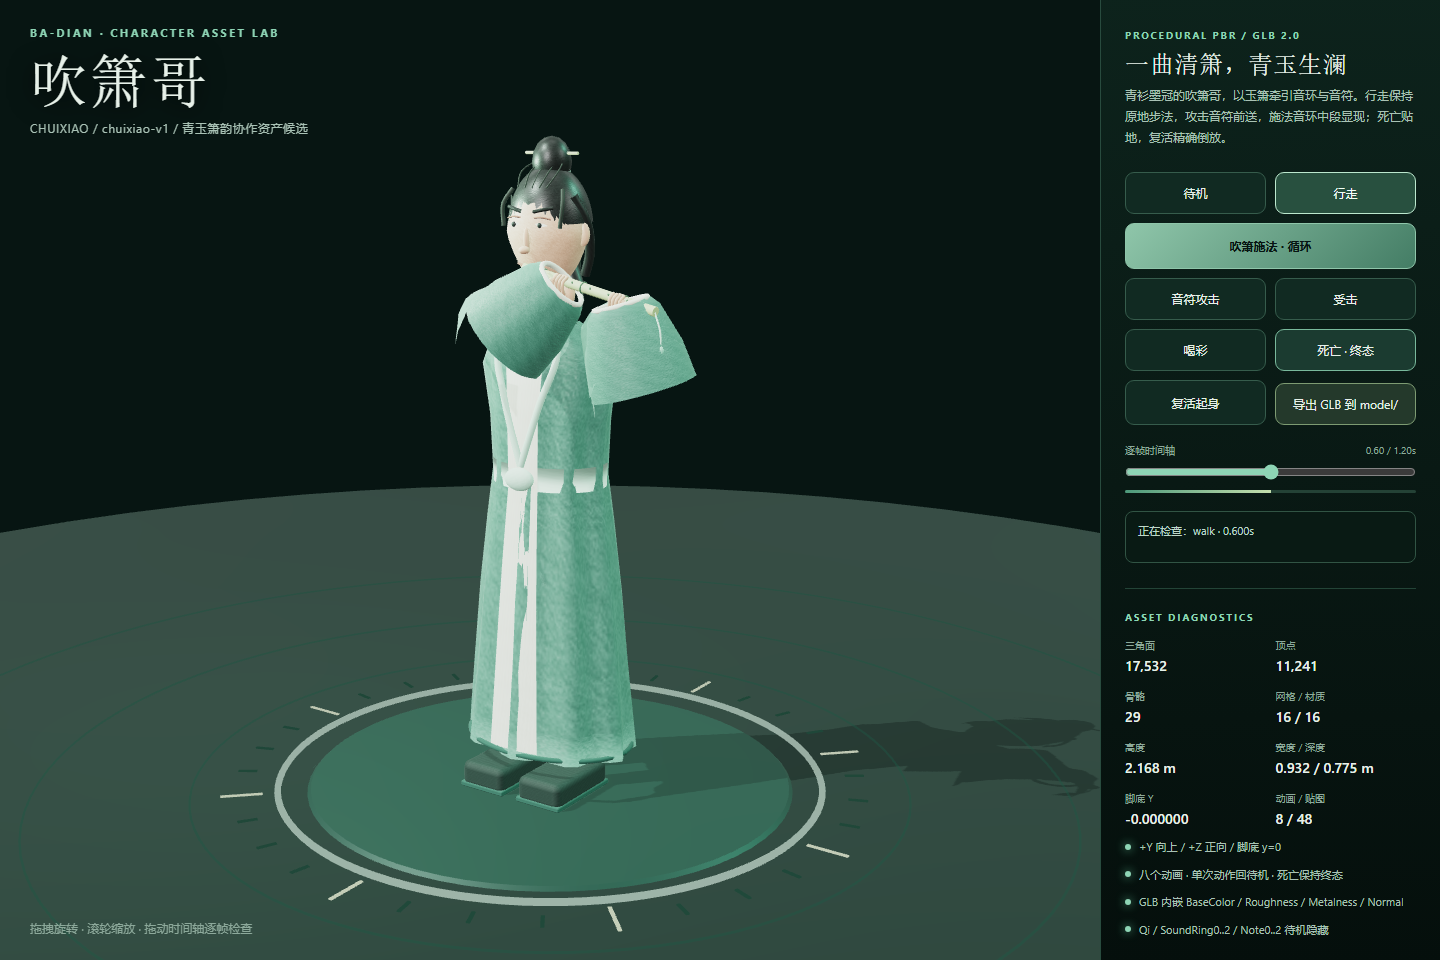 BA-DIAN · CHARACTER ASSET LAB
吹箫哥
CHUIXIAO / chuixiao-v1 / 青玉箫韵协作资产候选
拖拽旋转 · 滚轮缩放 · 拖动时间轴逐帧检查
PROCEDURAL PBR / GLB 2.0
一曲清箫，青玉生澜
青衫墨冠的吹箫哥，以玉箫牵引音环与音符。行走保持
原地步法，攻击音符前送，施法音环中段显现；死亡贴
地，复活精确倒放。
待机
行走
吹箫施法 · 循环
音符攻击
受击
喝彩
死亡 · 终态
复活起身
导出 GLB 到 model/
逐帧时间轴
0.60 / 1.20s
正在检查：walk · 0.600s
ASSET DIAGNOSTICS
三角面
顶点
17,532
11,241
骨骼
网格 / 材质
29
16 / 16
高度
宽度 / 深度
2.168 m
0.932 / 0.775 m
脚底 Y
动画 / 贴图
-0.000000
8 / 48
+Y 向上 / +Z 正向 / 脚底 y=0
八个动画 · 单次动作回待机 · 死亡保持终态
GLB 内嵌 BaseColor / Roughness / Metalness / Normal
Qi / SoundRing0..2 / Note0..2 待机隐藏